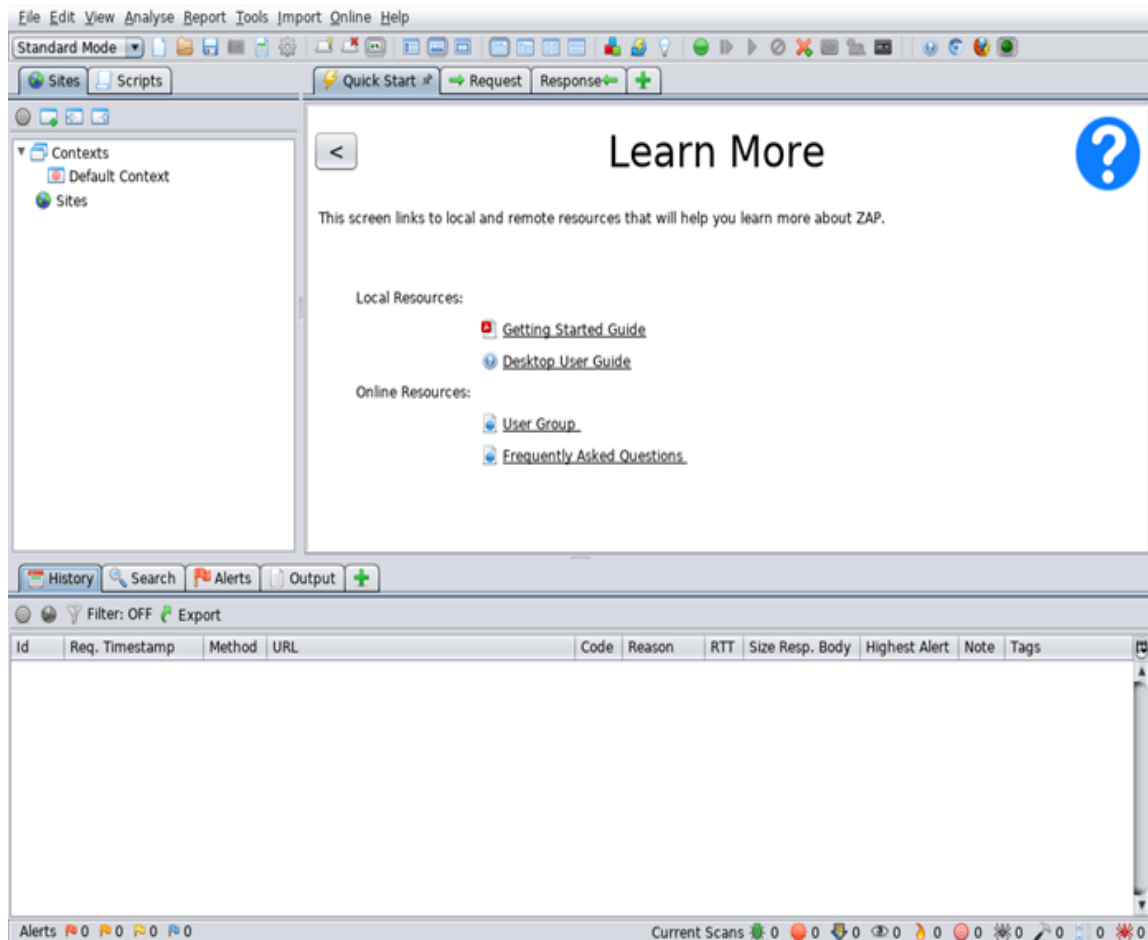 File Edit View Analyse Report Tools Import Online Help
Standard Mode
Sites Scripts
Quick Start Request Response
Contexts
Default Context
Sites
<
Learn More
?
This screen links to local and remote resources that will help you learn more about ZAP.
Local Resources:
Getting Started Guide
Desktop User Guide
Online Resources:
User Group
Frequently Asked Questions
History Search Alerts Output
Filter: OFF Export
Id Req. Timestamp Method URL Code Reason RTT Size Resp. Body Highest Alert Note Tags
Alerts 0 0 0 0 Current Scans 0 0 0 0 0 0 0 0 0 0